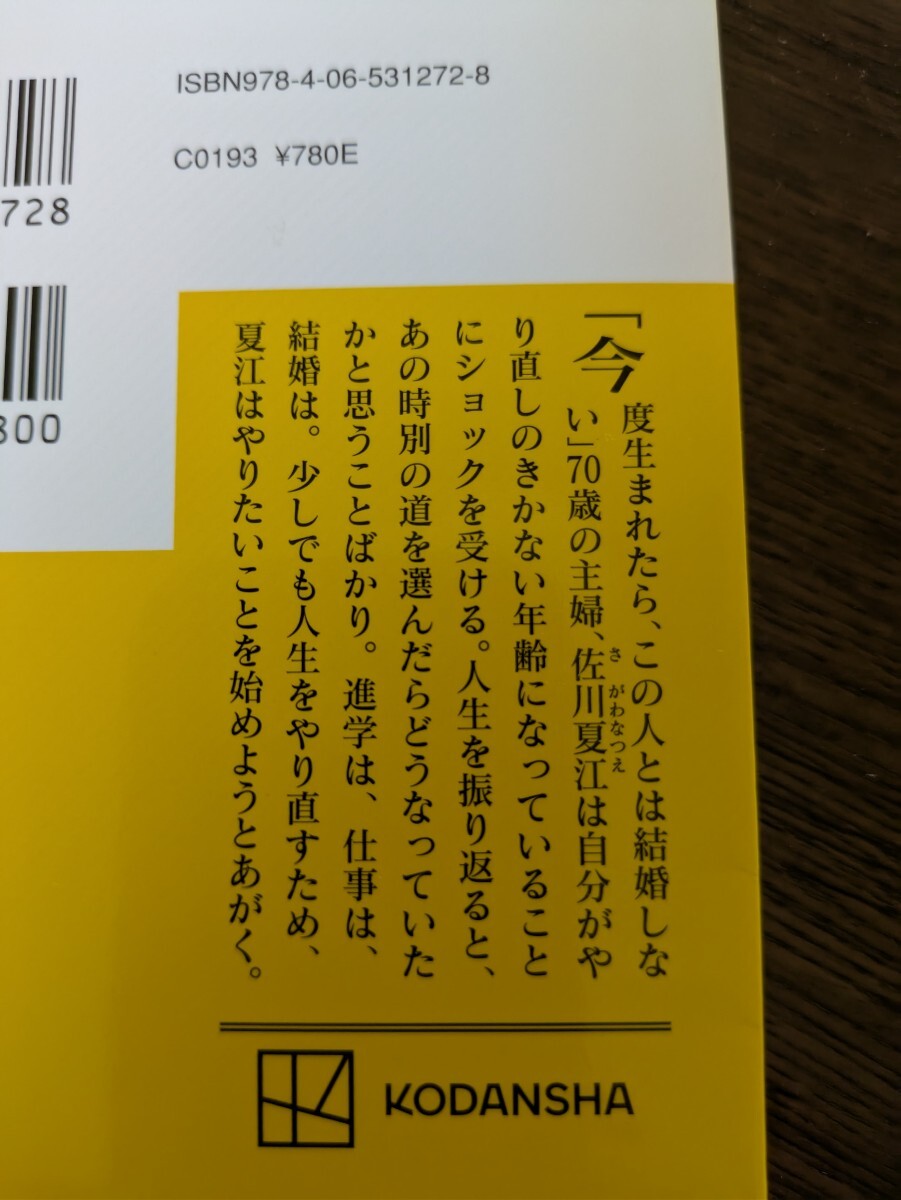 ISBN978-4-06-531272-8
C0193 ¥780E
728
800
「今度生まれたら、この人とは結婚しな
い」70歳の主婦、佐川夏江は自分がや
り直しのきかない年齢になっていること
にショックを受ける。人生を振り返ると、
あの時別の道を選んだらどうなっていた
かと思うことばかり。進学は、仕事は、
結婚は。少しでも人生をやり直すため、
夏江はやりたいことを始めようとあがく。
さがわなつえ
KODANSHA